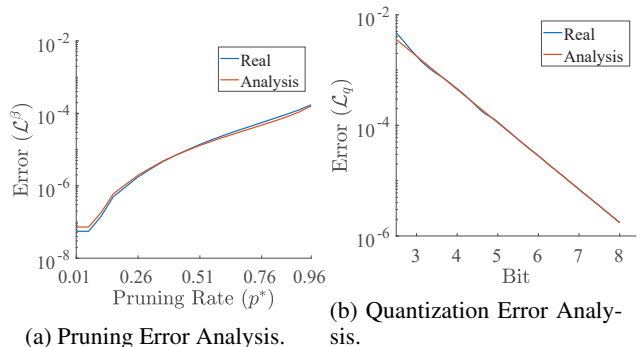 10^-2
10^-4
10^-6
10^-8
Error (𝓛^β)
Real
Analysis
0.01 0.26 0.51 0.76 0.96
Pruning Rate (p*)
(a) Pruning Error Analysis.
10^-2
10^-4
10^-6
Error (𝓛_q)
Real
Analysis
3 4 5 6 7 8
Bit
(b) Quantization Error Analy-
sis.